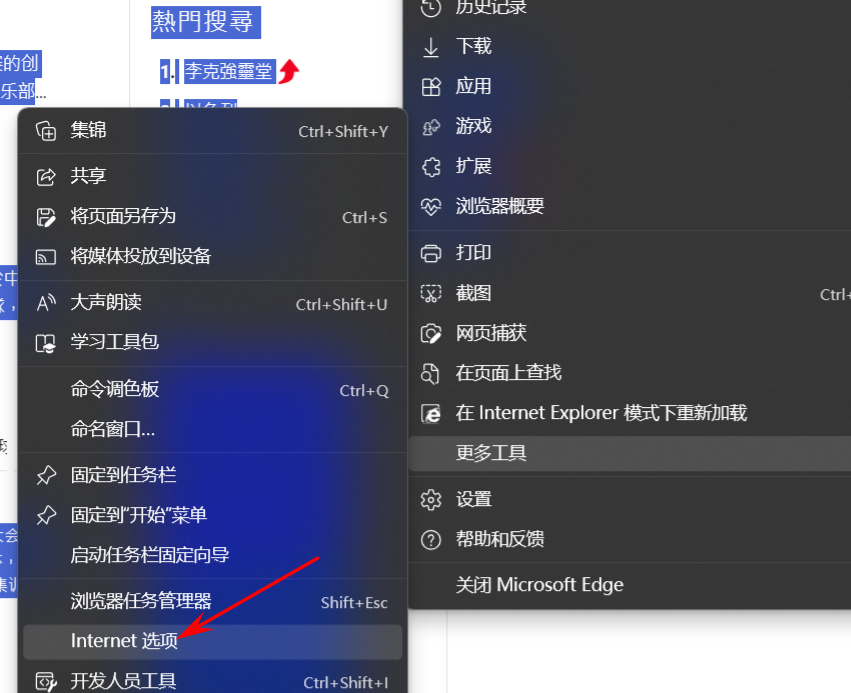 熱門搜尋
的创
乐部...
1. 李克強靈堂
集锦 Ctrl+Shift+Y
共享
将页面另存为 Ctrl+S
将媒体投放到设备
大声朗读 Ctrl+Shift+U
学习工具包
命令调色板 Ctrl+Q
命名窗口...
固定到任务栏
固定到“开始”菜单
启动任务栏固定向导
浏览器任务管理器 Shift+Esc
Internet 选项
开发人员工具 Ctrl+Shift+I
历史记录
下载
应用
游戏
扩展
浏览器概要
打印
截图 Ctrl+
网页捕获
在页面上查找
在 Internet Explorer 模式下重新加载
更多工具
设置
帮助和反馈
关闭 Microsoft Edge